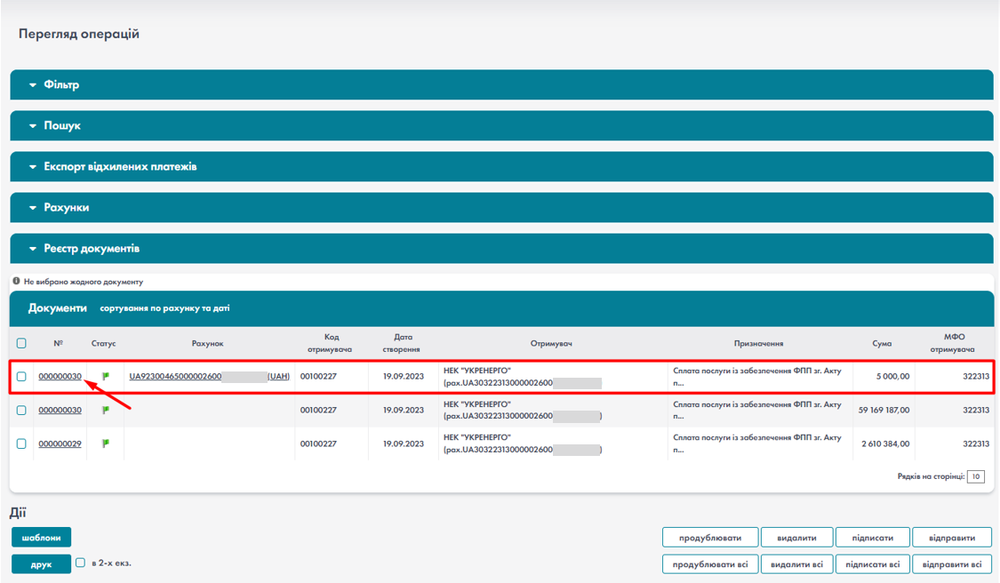 Перегляд операцій
Фільтр
Пошук
Експорт відхилених платежів
Рахунки
Реєстр документів
Не вибрано жодного документу
Документи сортування по рахунку та даті
№ Статус Рахунок Код отримувача Дата створення Отримувач Призначення Сума МФО отримувача
000000030 UA92300465000002600 (UAH) 00100227 19.09.2023 НЕК "УКРЕНЕРГО" Сплата послуги із забезпечення ФПП зг. Акту 5 000,00 322313
(рах.UA30322313000002600 п...
000000030 00100227 19.09.2023 НЕК "УКРЕНЕРГО" Сплата послуги із забезпечення ФПП зг. Акту 59 169 187,00 322313
(рах.UA30322313000002600 ) п...
000000029 00100227 19.09.2023 НЕК "УКРЕНЕРГО" Сплата послуги із забезпечення ФПП зг. Акту 2 610 384,00 322313
(рах.UA30322313000002600 ) п...
Рядків на сторінці: 10
Дії
шаблони продублювати видалити підписати відправити
друк в 2-х екз. продублювати всі видалити всі підписати всі відправити всі